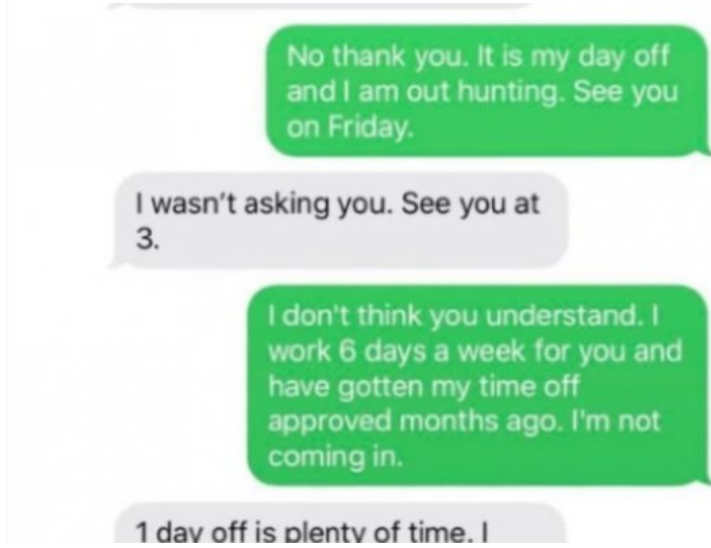 No thank you. It is my day off
and I am out hunting. See you
on Friday.
I wasn't asking you. See you at
3.
I don't think you understand. I
work 6 days a week for you and
have gotten my time off
approved months ago. I'm not
coming in.
1 day off is plenty of time. I